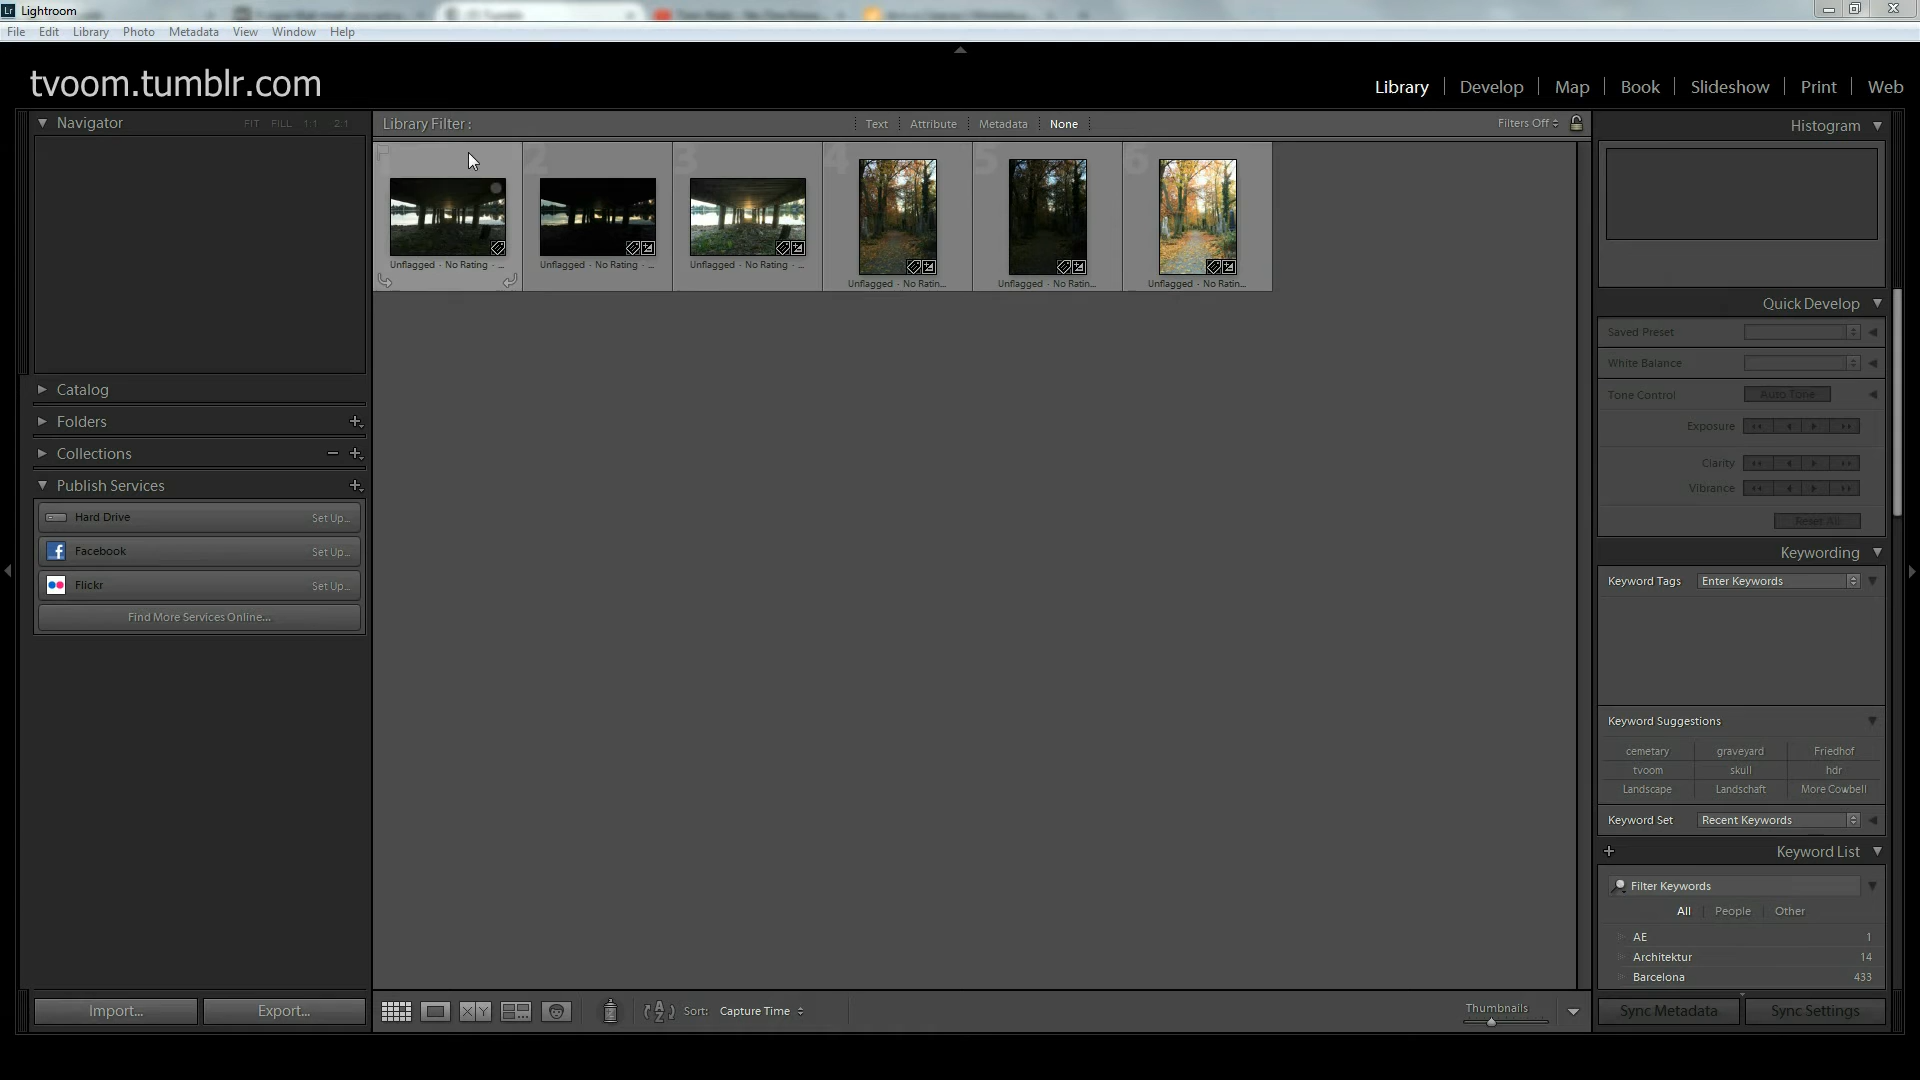 Lightroom
File Edit Library Photo Metadata View Window Help
tvoom.tumblr.com
Library Develop Map Book Slideshow Print Web
Navigator FIT FILL 1:1 2:1
Library Filter : Text Attribute Metadata None Filters Off
Histogram
2 3 4 5 6
Unflagged - No Rating - ...
Unflagged - No Rating - ...
Unflagged - No Rating - ...
Unflagged - No Ratin...
Unflagged - No Ratin...
Unflagged - No Ratin...
Catalog
Folders
Collections
Publish Services
Hard Drive Set Up...
Facebook Set Up...
Flickr Set Up...
Find More Services Online...
Import... Export...
Sort: Capture Time
Thumbnails
Quick Develop
Saved Preset
White Balance
Tone Control Auto Tone
Exposure
Clarity
Vibrance
Reset All
Keywording
Keyword Tags Enter Keywords
Keyword Suggestions
cemetary graveyard Friedhof
tvoom skull hdr
Landscape Landschaft More Cowbell
Keyword Set Recent Keywords
Keyword List
Filter Keywords
All People Other
AE 1
Architektur 14
Barcelona 433
Sync Metadata Sync Settings